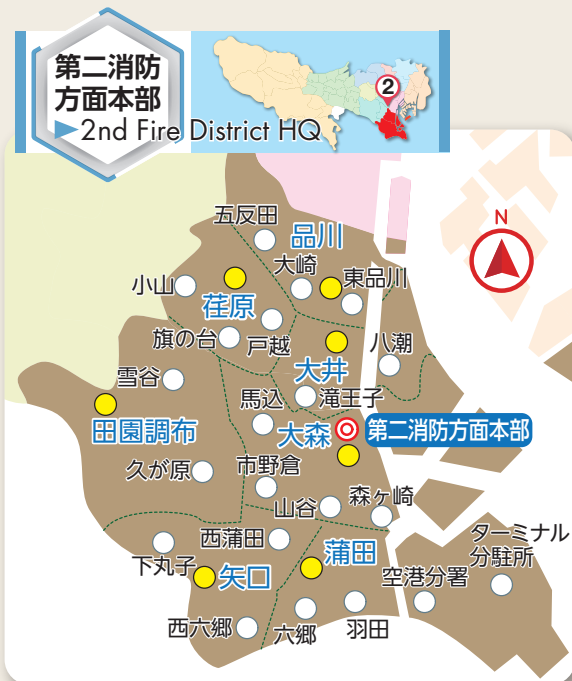 第二消防
方面本部
2nd Fire District HQ
2
N
五反田
品川
大崎
東品川
小山
荏原
旗の台
戸越
大井
八潮
雪谷
馬込
滝王子
田園調布
大森
第二消防方面本部
久が原
市野倉
山谷
森ヶ崎
西蒲田
蒲田
ターミナル
分駐所
下丸子
矢口
空港分署
西六郷
六郷
羽田